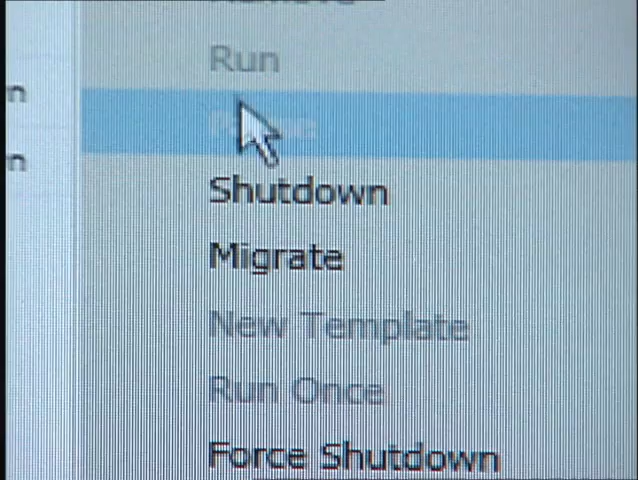 Run
Shutdown
Migrate
New Template
Run Once
Force Shutdown
n
n